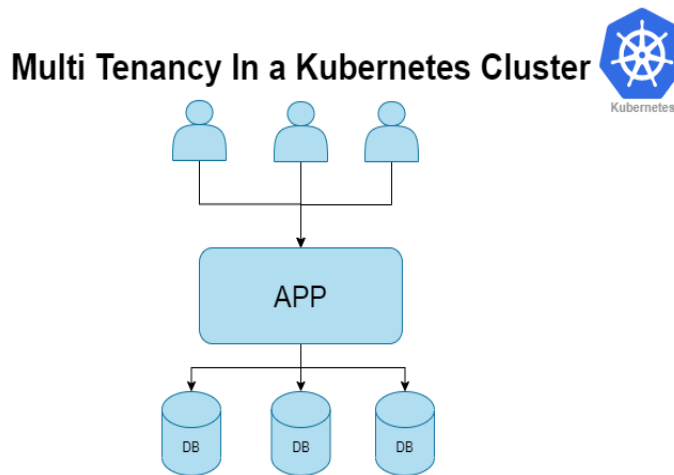 Multi Tenancy In a Kubernetes Cluster
Kubernetes
APP
DB
DB
DB